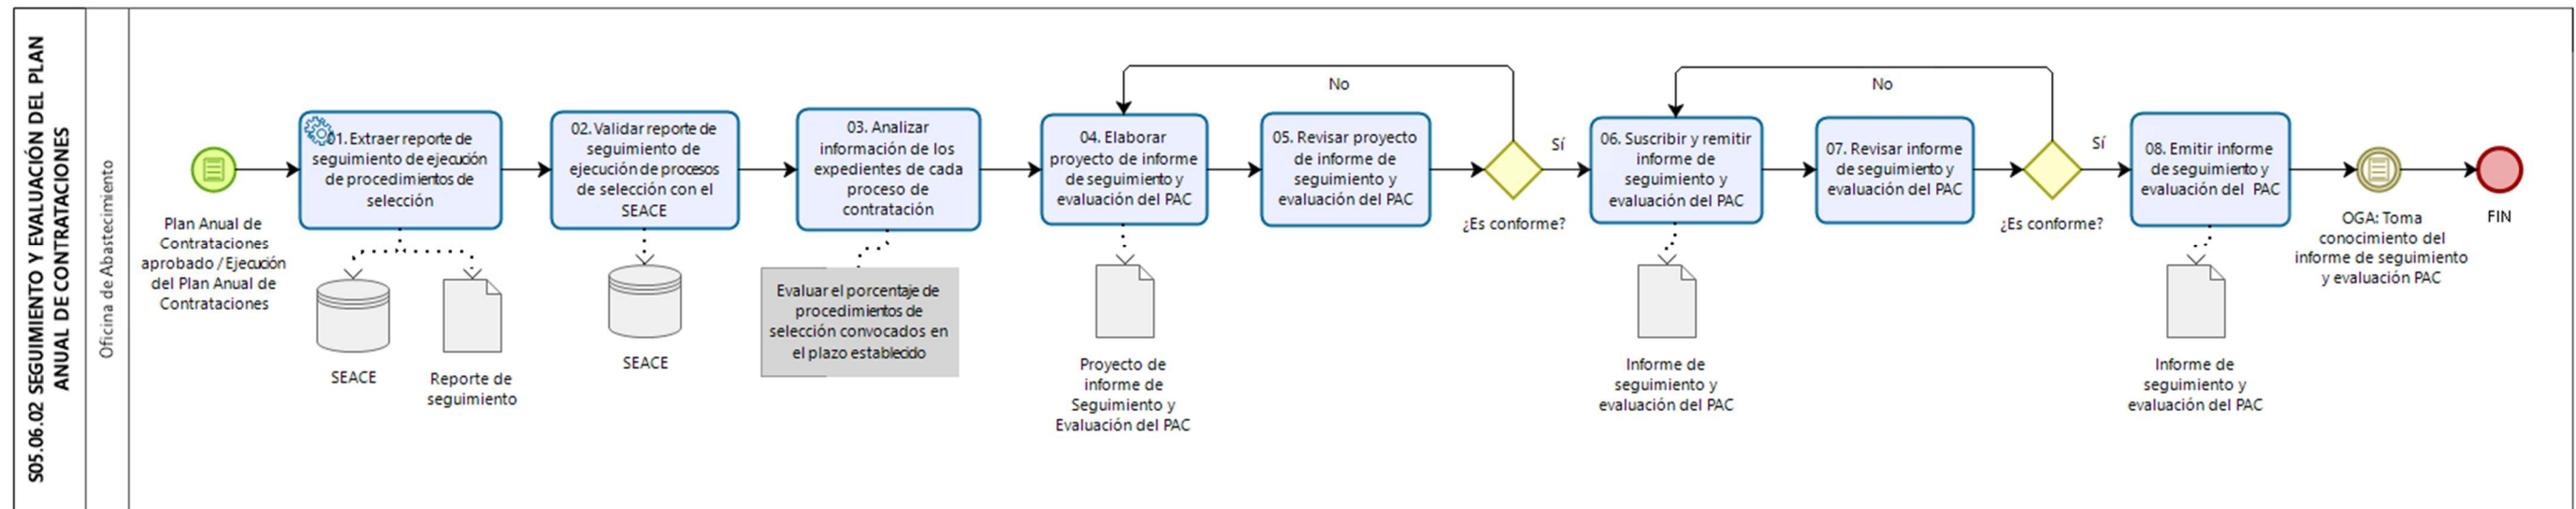 S05.06.02 SEGUIMIENTO Y EVALUACIÓN DEL PLAN
ANUAL DE CONTRATACIONES
Oficina de Abastecimiento
Plan Anual de
Contrataciones
aprobado / Ejecución
del Plan Anual de
Contrataciones
01. Extraer reporte de
seguimiento de ejecución
de procedimientos de
selección
SEACE
Reporte de
seguimiento
02. Validar reporte de
seguimiento de
ejecución de procesos
de selección con el
SEACE
SEACE
03. Analizar
información de los
expedientes de cada
proceso de
contratación
Evaluar el porcentaje de
procedimientos de
selección convocados en
el plazo establecido
04. Elaborar
proyecto de informe
de seguimiento y
evaluación del PAC
Proyecto de
informe de
Seguimiento y
Evaluación del PAC
05. Revisar proyecto
de informe de
seguimiento y
evaluación del PAC
No
Sí
¿Es conforme?
06. Suscribir y remitir
informe de
seguimiento y
evaluación del PAC
Informe de
seguimiento y
evaluación del PAC
07. Revisar informe
de seguimiento y
evaluación del PAC
No
Sí
¿Es conforme?
08. Emitir informe
de seguimiento y
evaluación del PAC
Informe de
seguimiento y
evaluación del PAC
OGA: Toma
conocimiento del
informe de seguimiento
y evaluación PAC
FIN